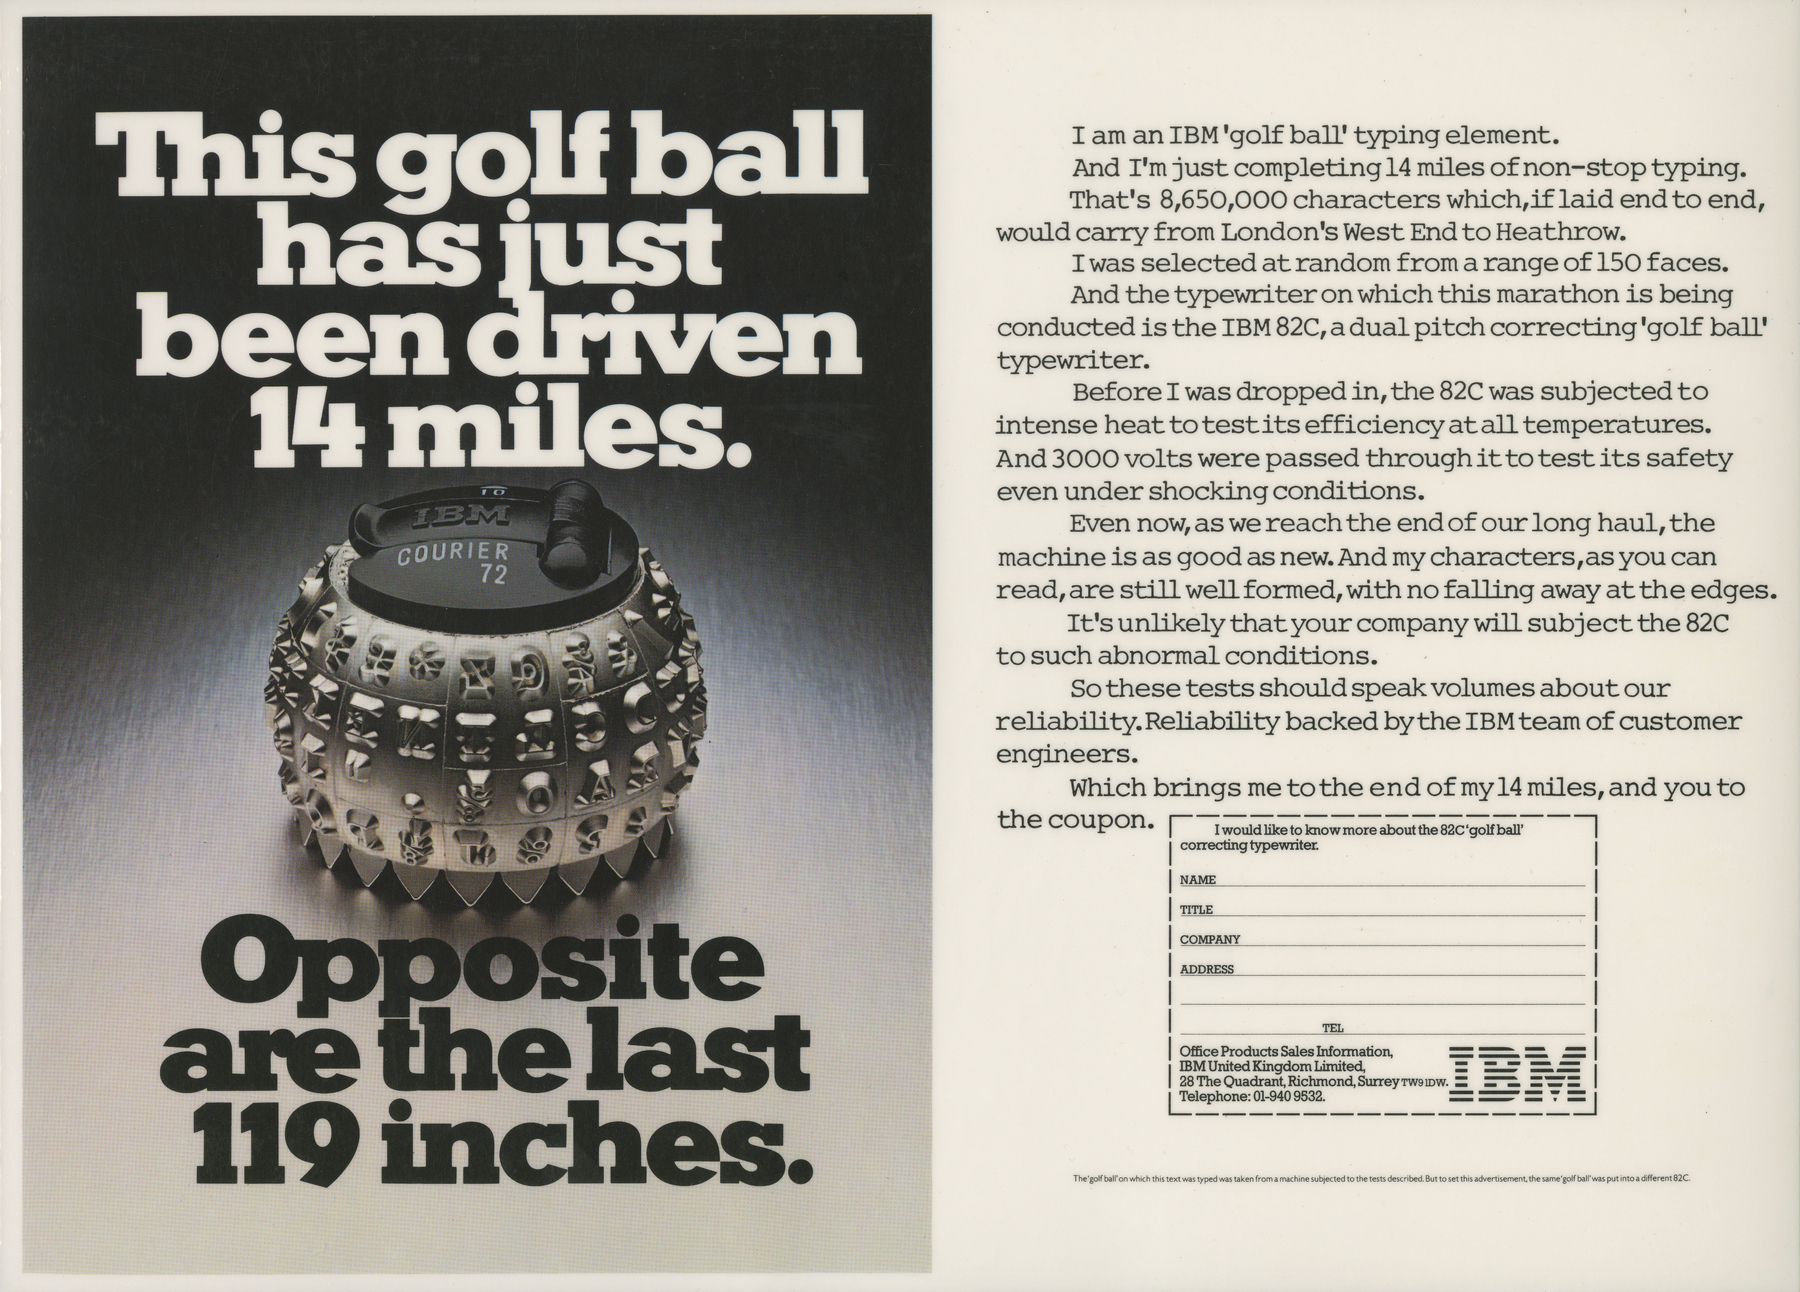 This golf ball
has just
been driven
14 miles.
10
IBM
COURIER
72
Opposite
are the last
119 inches.
I am an IBM 'golf ball' typing element.
And I'm just completing 14 miles of non-stop typing.
That's 8,650,000 characters which, if laid end to end,
would carry from London's West End to Heathrow.
I was selected at random from a range of 150 faces.
And the typewriter on which this marathon is being
conducted is the IBM 82C, a dual pitch correcting 'golf ball'
typewriter.
Before I was dropped in, the 82C was subjected to
intense heat to test its efficiency at all temperatures.
And 3000 volts were passed through it to test its safety
even under shocking conditions.
Even now, as we reach the end of our long haul, the
machine is as good as new. And my characters, as you can
read, are still well formed, with no falling away at the edges.
It's unlikely that your company will subject the 82C
to such abnormal conditions.
So these tests should speak volumes about our
reliability. Reliability backed by the IBM team of customer
engineers.
Which brings me to the end of my 14 miles, and you to
the coupon.
I would like to know more about the 82C 'golf ball'
correcting typewriter.
NAME
TITLE
COMPANY
ADDRESS
TEL
Office Products Sales Information,
IBM United Kingdom Limited,
28 The Quadrant, Richmond, Surrey TW9 1DW.
Telephone: 01-940 9532.
IBM
The 'golf ball' on which this text was typed was taken from a machine subjected to the tests described. But to set this advertisement, the same 'golf ball' was put into a different 82C.